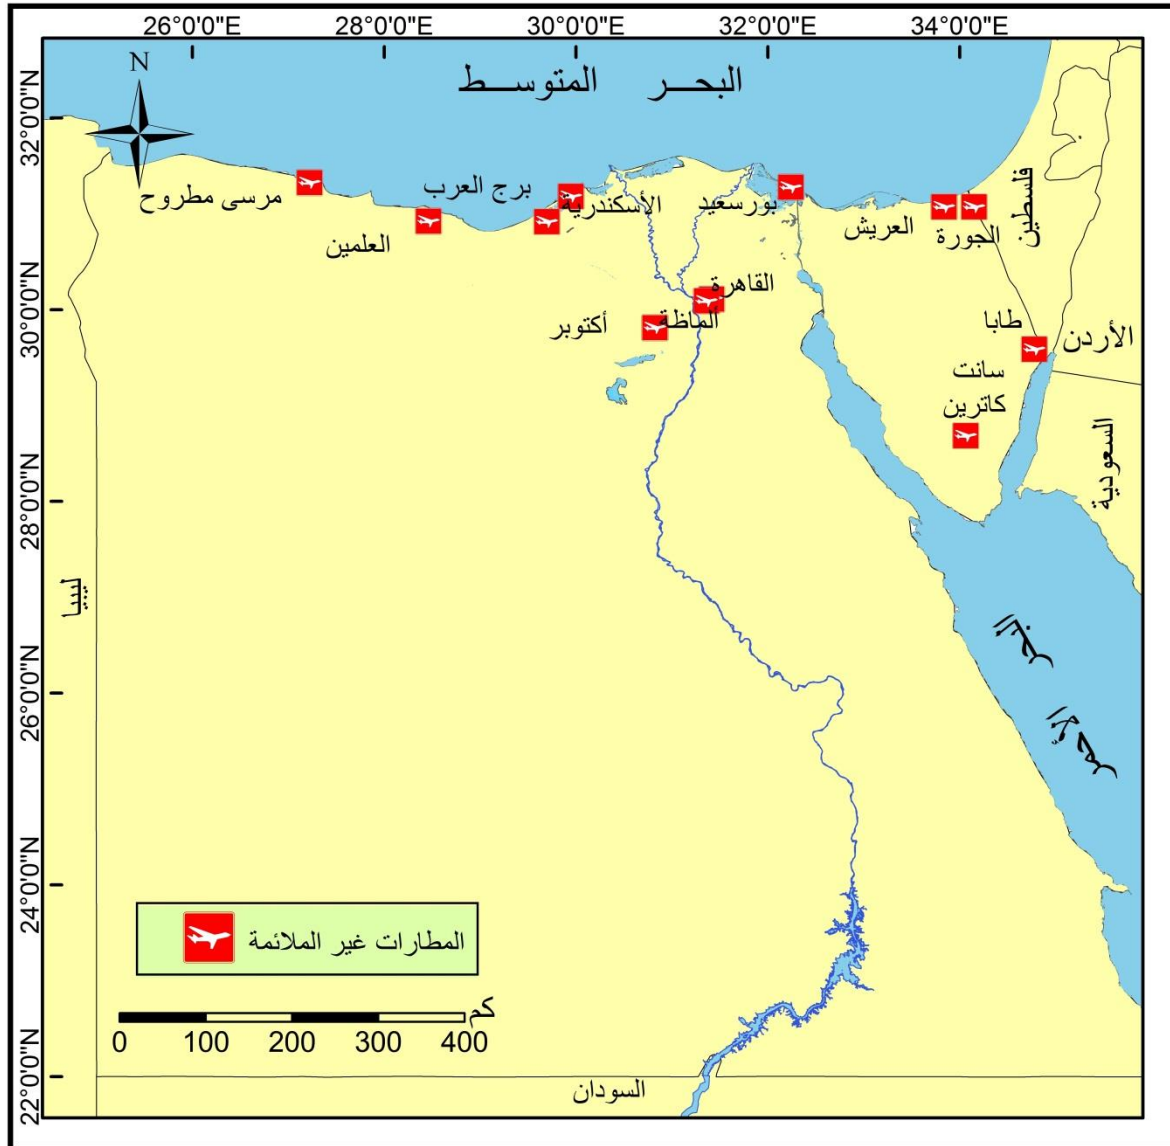 26°0'0"E 28°0'0"E 30°0'0"E 32°0'0"E 34°0'0"E
N
البحـــر المتوســـط
32°0'0"N
مرسى مطروح
برج العرب
الأسكندرية
بورسعيد
العريش
الجورة
فلسطين
العلمين
30°0'0"N
القاهرة
الماظة
أكتوبر
طابا
الأردن
سانت
كاترين
السعودية
28°0'0"N
ليبيا
البحر
الأحمر
26°0'0"N
24°0'0"N
المطارات غير الملائمة
كم
0 100 200 300 400
22°0'0"N
السودان